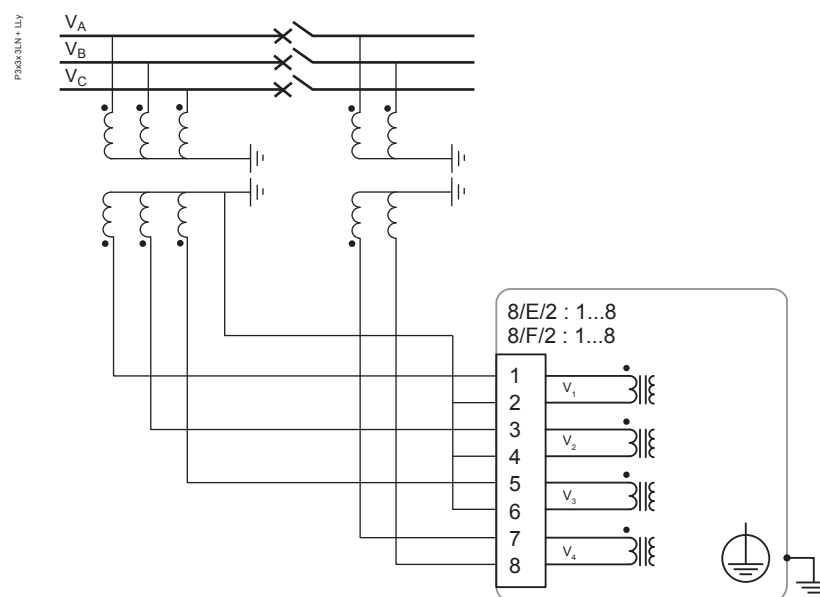 P3x3x 3LN + LLy
VA
VB
VC
8/E/2 : 1...8
8/F/2 : 1...8
1
V1
2
3
V2
4
5
V3
6
7
V4
8